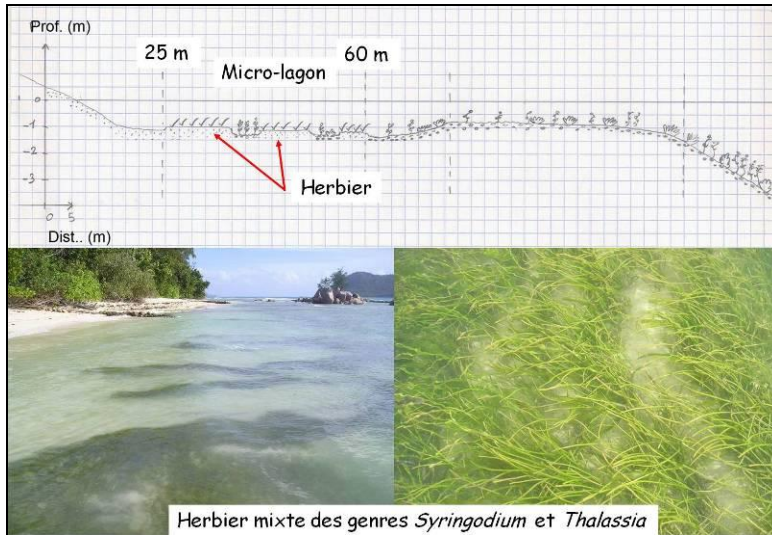 Prof. (m)
25 m
60 m
Micro-lagon
0
-1
-2
-3
Herbier
0 5
Dist.. (m)
Herbier mixte des genres Syringodium et Thalassia